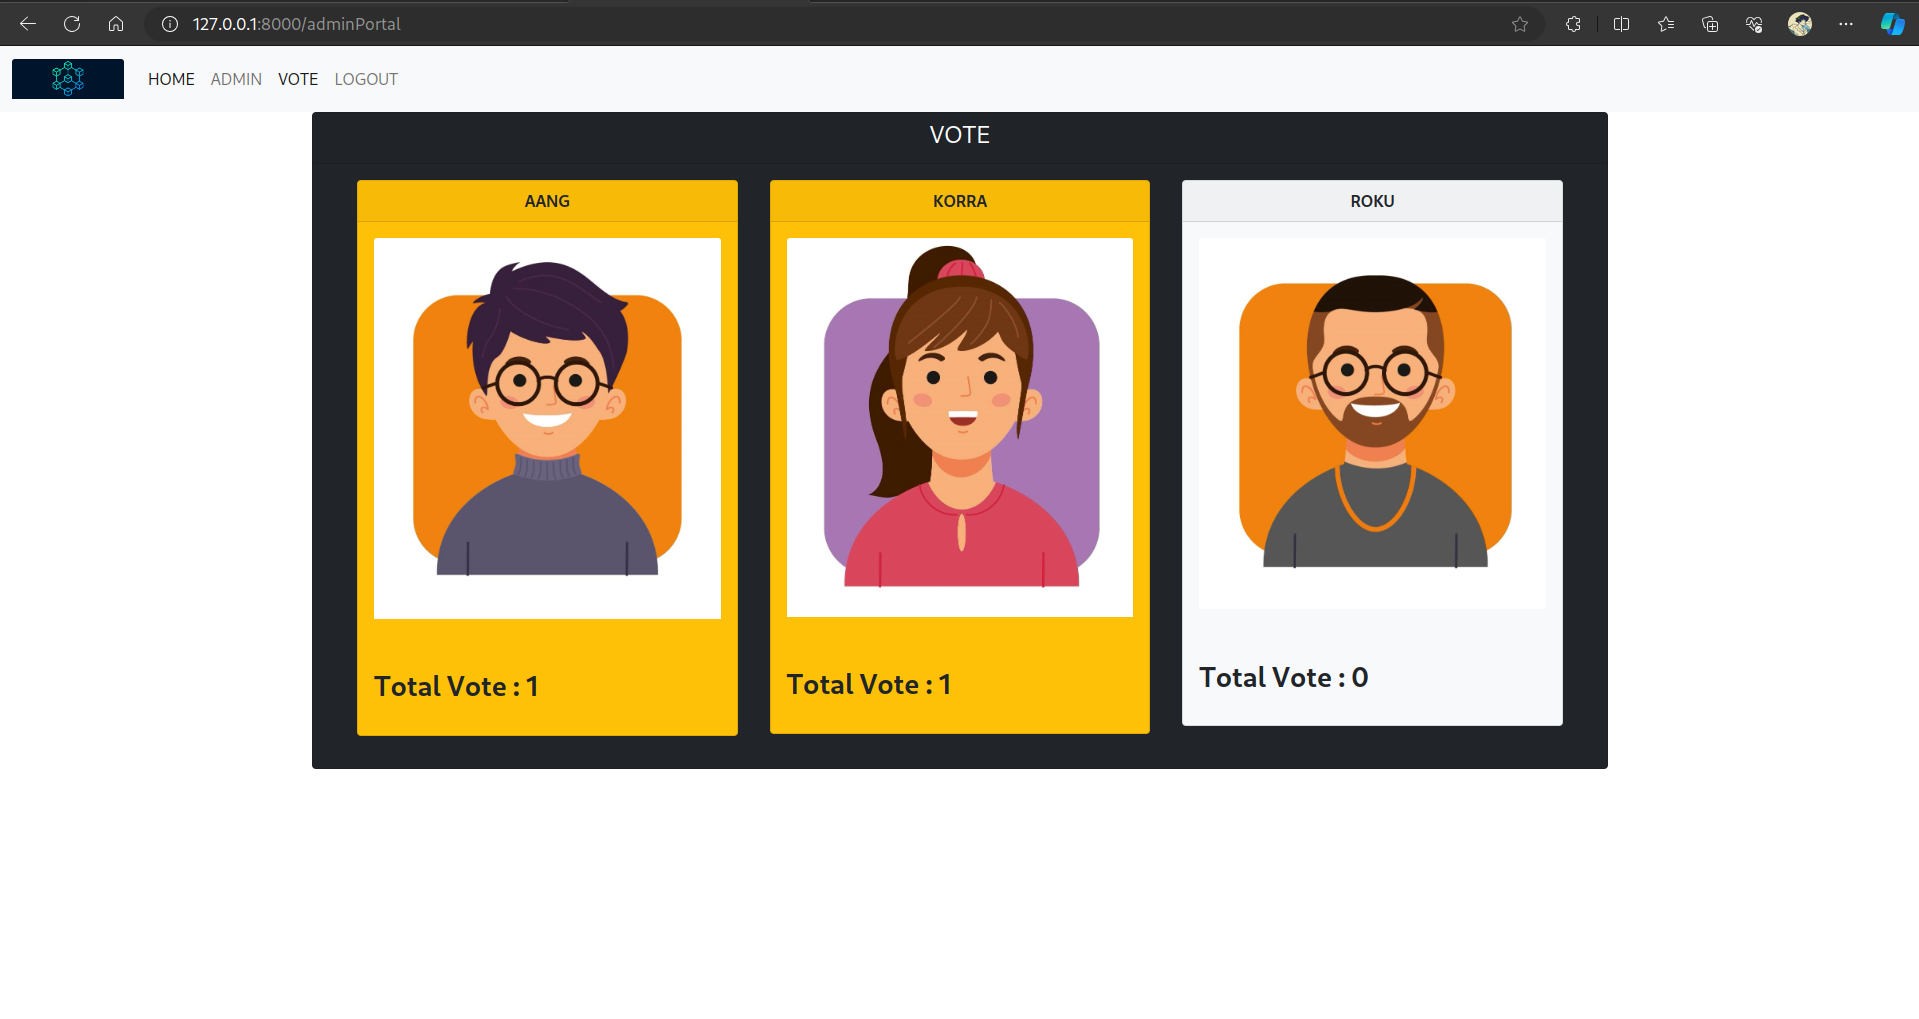 127.0.0.1:8000/adminPortal
HOME ADMIN VOTE LOGOUT
VOTE
AANG KORRA ROKU
Total Vote : 1 Total Vote : 1 Total Vote : 0